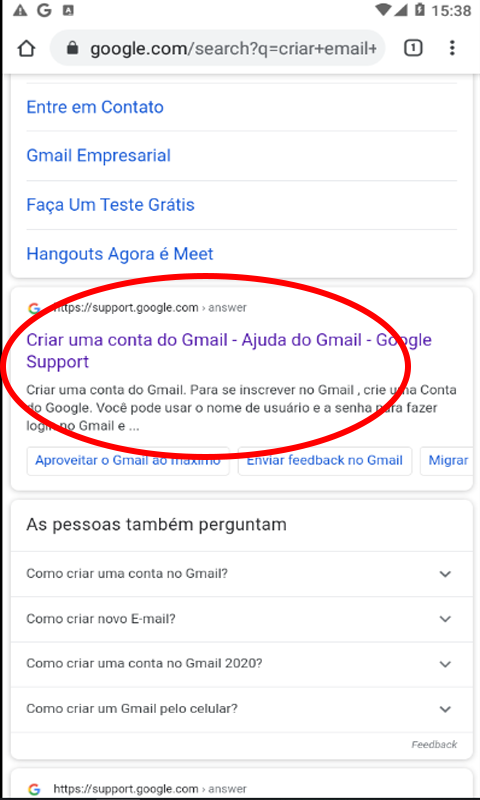 15:38
google.com/search?q=criar+email+
1
Entre em Contato
Gmail Empresarial
Faça Um Teste Grátis
Hangouts Agora é Meet
https://support.google.com › answer
Criar uma conta do Gmail - Ajuda do Gmail - Google
Support
Criar uma conta do Gmail. Para se inscrever no Gmail , crie uma Conta
do Google. Você pode usar o nome de usuário e a senha para fazer
login no Gmail e ...
Aproveitar o Gmail ao máximo Enviar feedback no Gmail Migrar
As pessoas também perguntam
Como criar uma conta no Gmail?
Como criar novo E-mail?
Como criar uma conta no Gmail 2020?
Como criar um Gmail pelo celular?
Feedback
https://support.google.com › answer